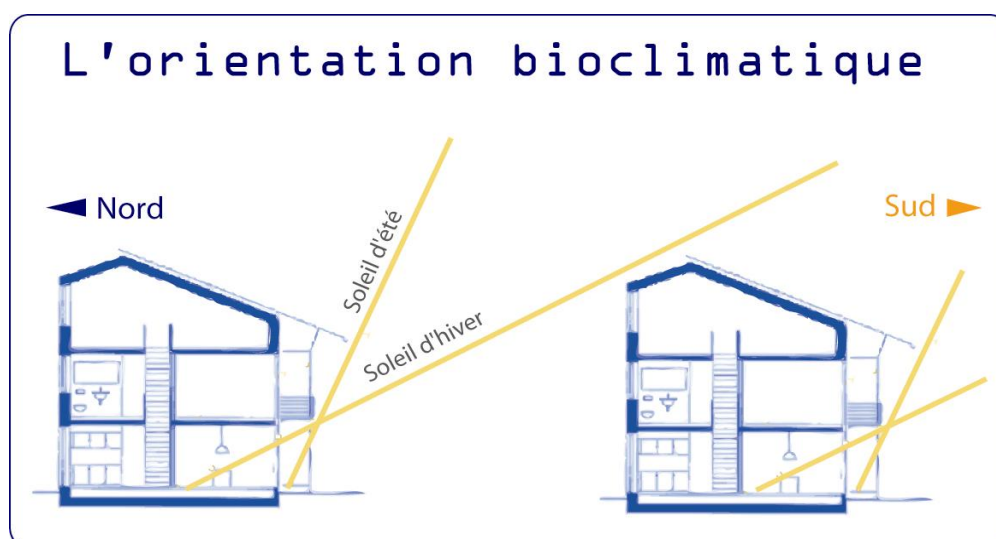 L'orientation bioclimatique
Nord
Sud
Soleil d'été
Soleil d'hiver